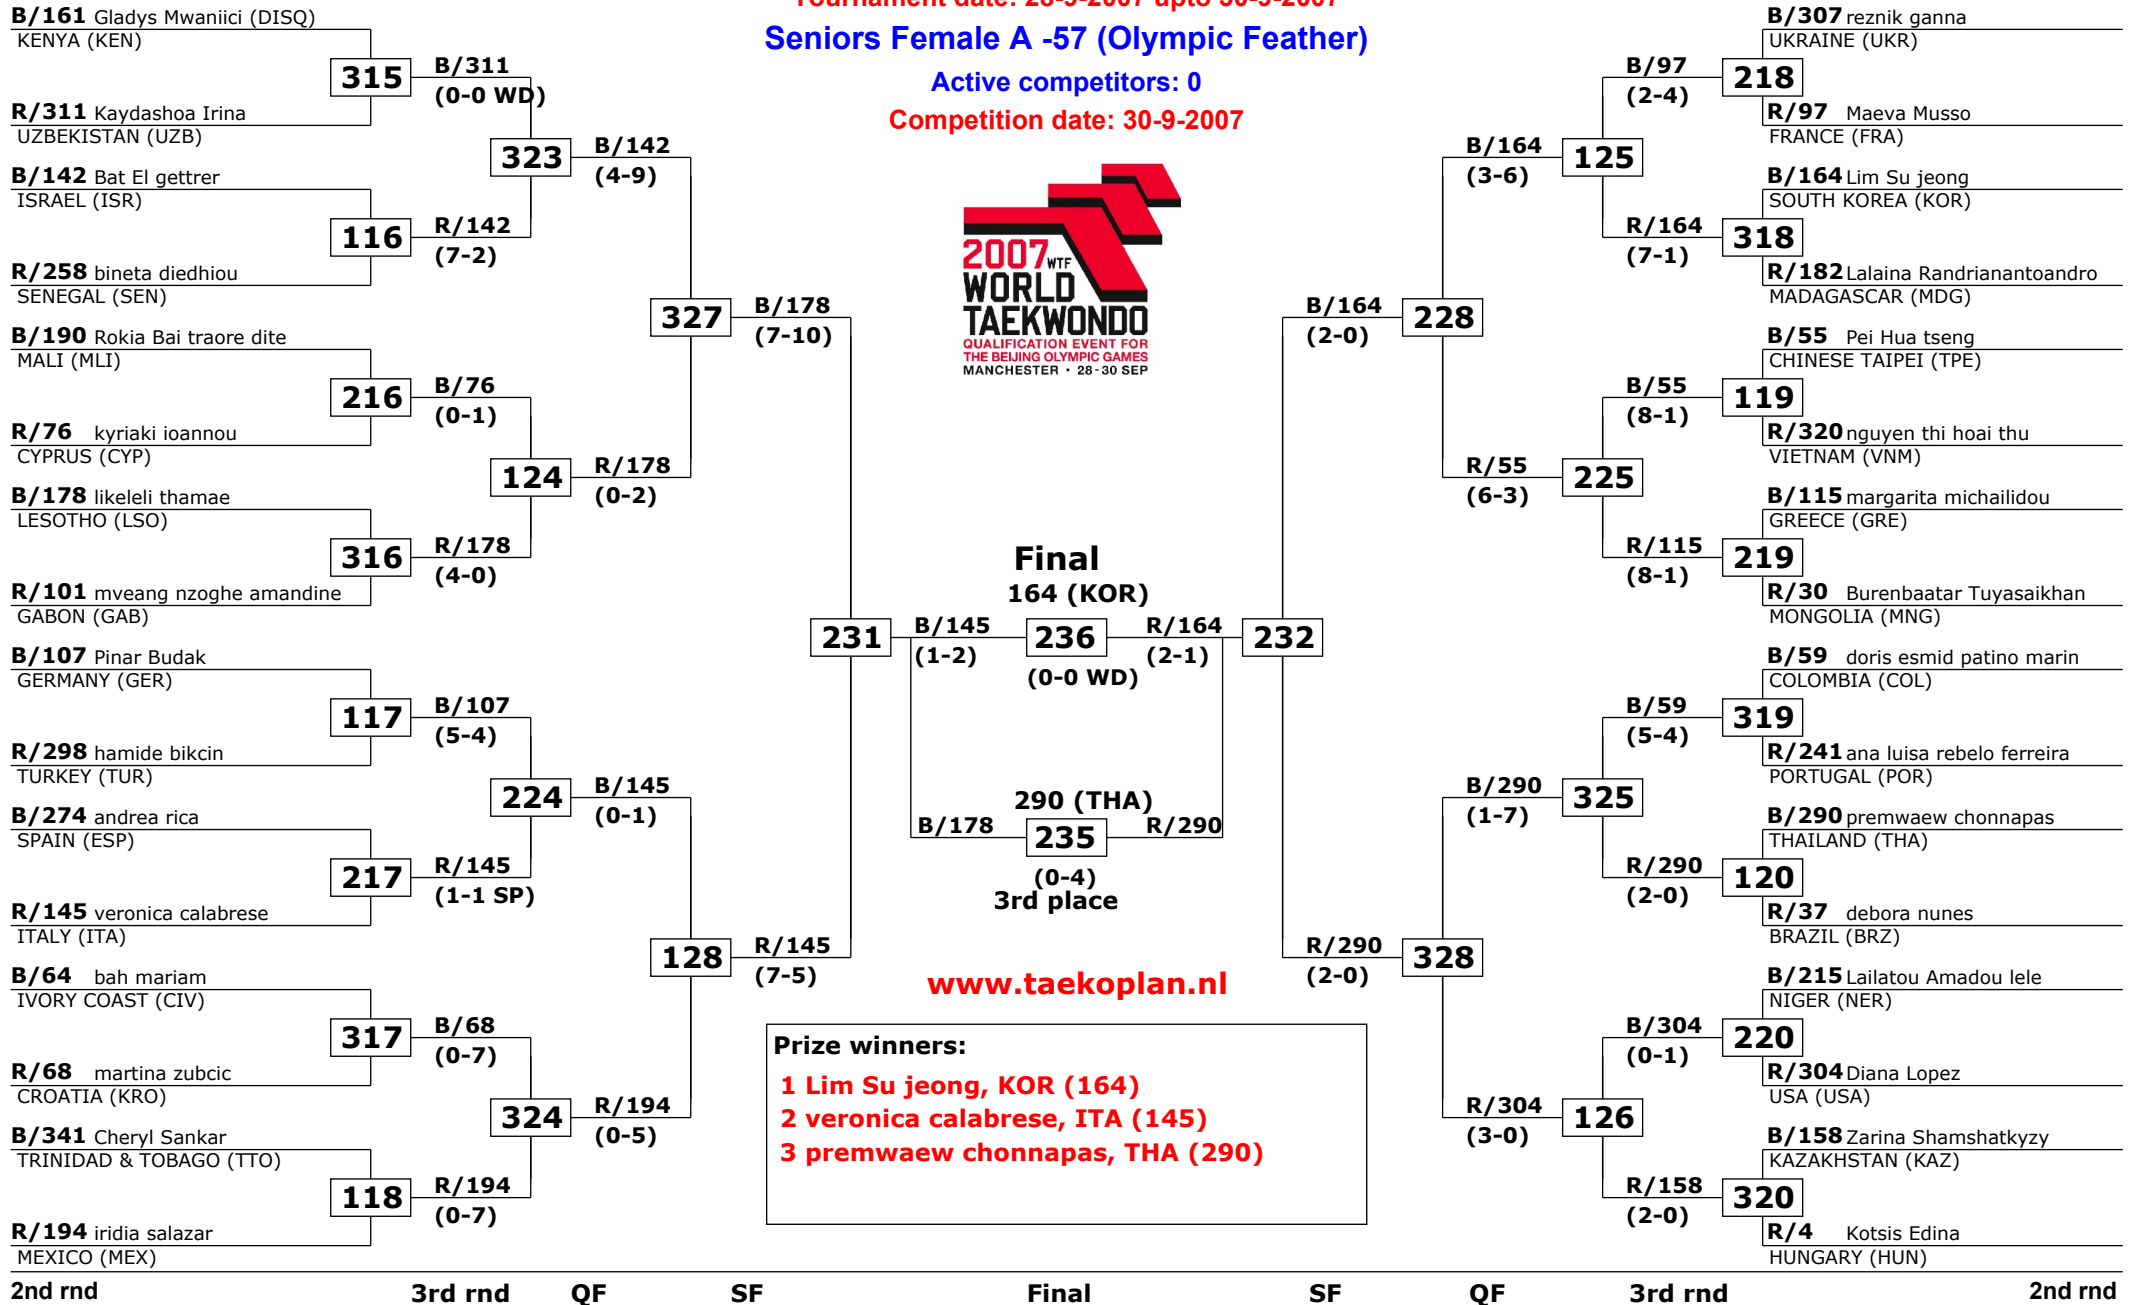 Tournament date: 28-9-2007 upto 30-9-2007
Seniors Female A -57 (Olympic Feather)
Active competitors: 0
Competition date: 30-9-2007
2007 WTF
WORLD
TAEKWONDO
QUALIFICATION EVENT FOR
THE BEIJING OLYMPIC GAMES
MANCHESTER • 28-30 SEP
B/161 Gladys Mwaniici (DISQ)
KENYA (KEN)
315
R/311 Kaydashoa Irina
UZBEKISTAN (UZB)
B/142 Bat El gettrer
ISRAEL (ISR)
116
R/258 bineta diedhiou
SENEGAL (SEN)
B/190 Rokia Bai traore dite
MALI (MLI)
216
R/76 kyriaki ioannou
CYPRUS (CYP)
B/178 likeleli thamae
LESOTHO (LSO)
316
R/101 mveang nzoghe amandine
GABON (GAB)
B/107 Pinar Budak
GERMANY (GER)
117
R/298 hamide bikcin
TURKEY (TUR)
B/274 andrea rica
SPAIN (ESP)
217
R/145 veronica calabrese
ITALY (ITA)
B/64 bah mariam
IVORY COAST (CIV)
317
R/68 martina zubcic
CROATIA (KRO)
B/341 Cheryl Sankar
TRINIDAD & TOBAGO (TTO)
118
R/194 iridia salazar
MEXICO (MEX)
B/311
(0-0 WD)
323
R/142
(7-2)
B/76
(0-1)
124
R/178
(4-0)
B/107
(5-4)
224
R/145
(1-1 SP)
B/68
(0-7)
324
R/194
(0-7)
B/142
(4-9)
327
R/178
(0-2)
B/145
(0-1)
128
R/194
(0-5)
B/178
(7-10)
231
R/145
(7-5)
Final
164 (KOR)
B/145
(1-2)
236
R/164
(2-1)
(0-0 WD)
290 (THA)
B/178
235
R/290
(0-4)
3rd place
www.taekoplan.nl
Prize winners:
1 Lim Su jeong, KOR (164)
2 veronica calabrese, ITA (145)
3 premwaew chonnapas, THA (290)
232
B/164
(2-0)
R/290
(2-0)
B/164
(3-6)
228
R/55
(6-3)
B/290
(1-7)
328
R/304
(3-0)
B/97
(2-4)
125
R/164
(7-1)
B/55
(8-1)
225
R/115
(8-1)
B/59
(5-4)
325
R/290
(2-0)
B/304
(0-1)
126
R/158
(2-0)
B/307 reznik ganna
UKRAINE (UKR)
218
R/97 Maeva Musso
FRANCE (FRA)
B/164 Lim Su jeong
SOUTH KOREA (KOR)
318
R/182 Lalaina Randrianantoandro
MADAGASCAR (MDG)
B/55 Pei Hua tseng
CHINESE TAIPEI (TPE)
119
R/320 nguyen thi hoai thu
VIETNAM (VNM)
B/115 margarita michailidou
GREECE (GRE)
219
R/30 Burenbaatar Tuyasaikhan
MONGOLIA (MNG)
B/59 doris esmid patino marin
COLOMBIA (COL)
319
R/241 ana luisa rebelo ferreira
PORTUGAL (POR)
B/290 premwaew chonnapas
THAILAND (THA)
120
R/37 debora nunes
BRAZIL (BRZ)
B/215 Lailatou Amadou lele
NIGER (NER)
220
R/304 Diana Lopez
USA (USA)
B/158 Zarina Shamshatkyzy
KAZAKHSTAN (KAZ)
320
R/4 Kotsis Edina
HUNGARY (HUN)
2nd rnd 3rd rnd QF SF Final SF QF 3rd rnd 2nd rnd